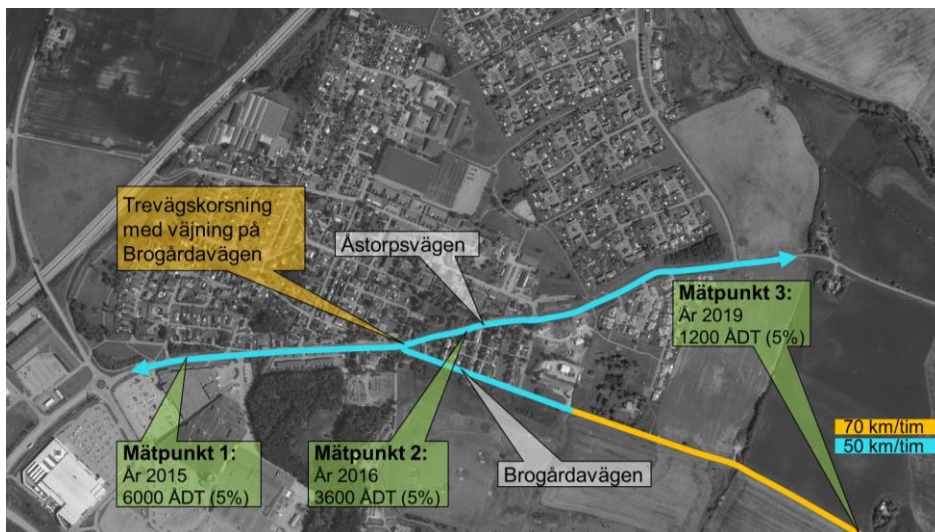 Trevägskorsning
med väjning på
Brogårdavägen
Åstorpsvägen
Mätpunkt 3:
År 2019
1200 ÅDT (5%)
70 km/tim
50 km/tim
Mätpunkt 1:
År 2015
6000 ÅDT (5%)
Mätpunkt 2:
År 2016
3600 ÅDT (5%)
Brogårdavägen